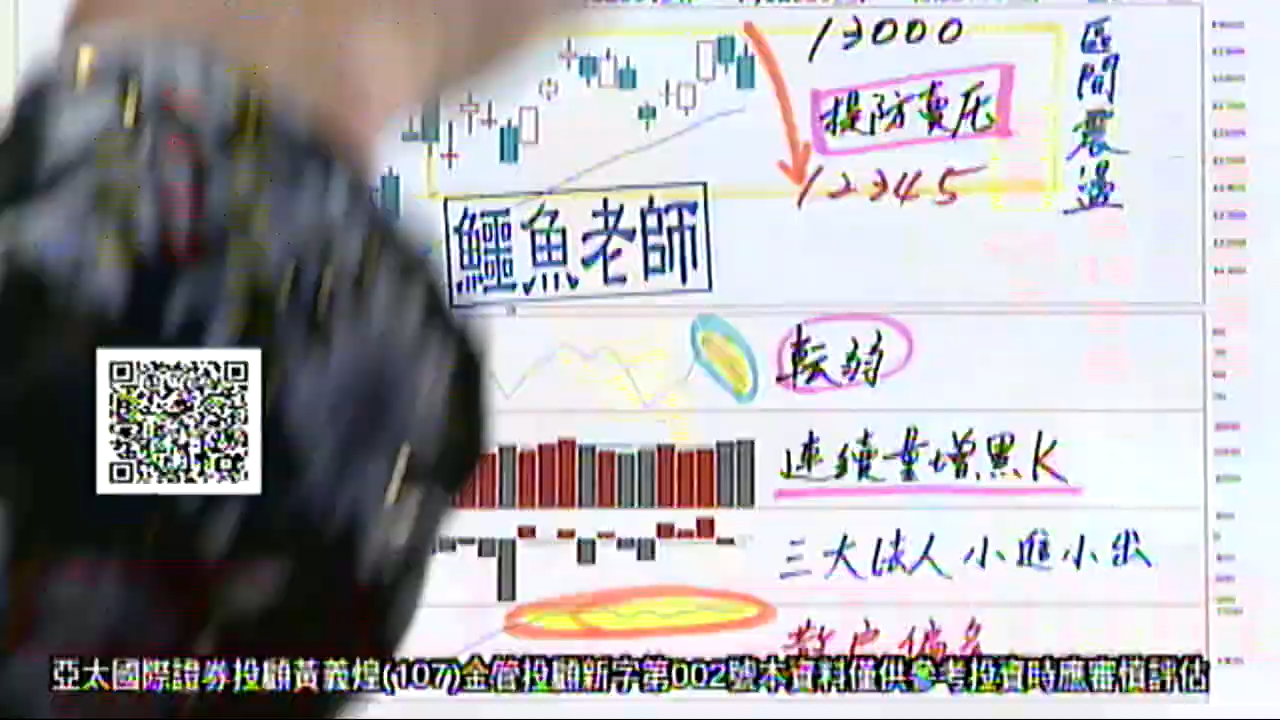 13000
區間震盪
提防賣壓
12345
鱷魚老師
転弱
連續量增黑K
三大法人小進小出
散戶偏多
亞太國際證券投顧黃義煌(107)金管投顧新字第002號本資料僅供參考投資時應審慎評估